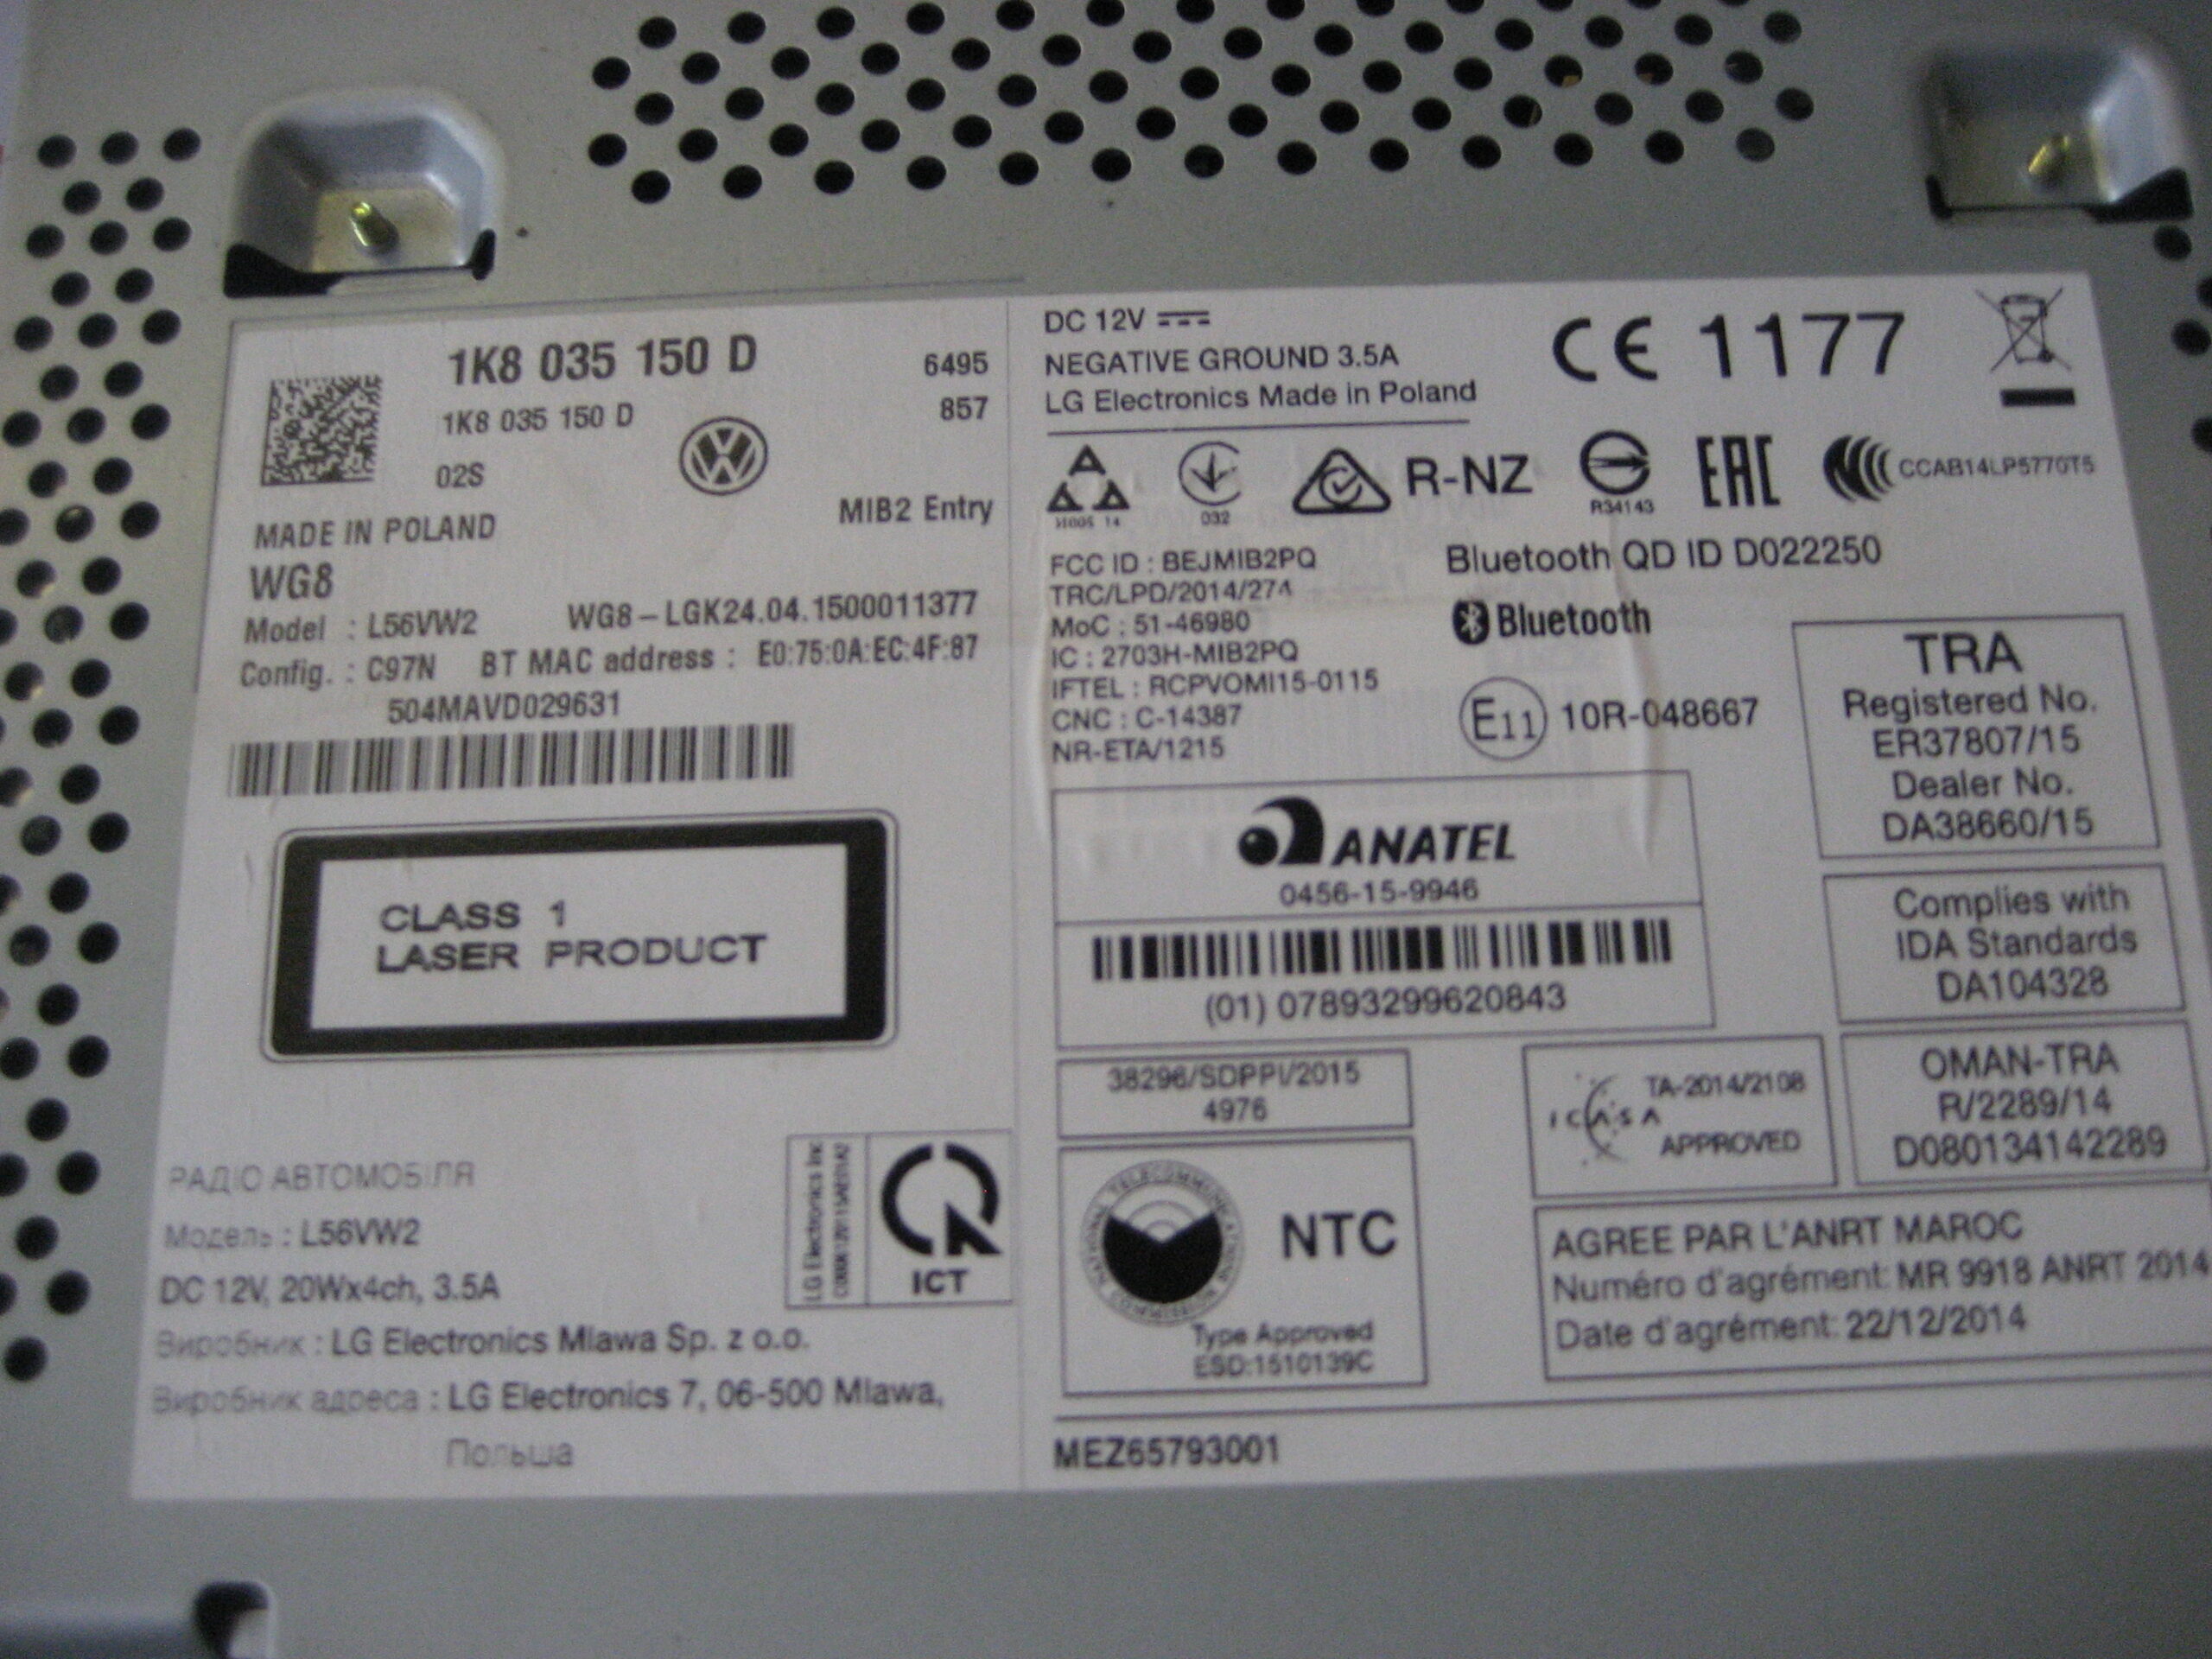 1K8 035 150 D
6495
1K8 035 150 D
857
02S
MIB2 Entry
MADE IN POLAND
WG8
Model : L56VW2 WG8-LGK24.04.1500011377
Config. : C97N BT MAC address : E0:75:0A:EC:4F:87
504MAVD029631
CLASS 1
LASER PRODUCT
РАДІО АВТОМОБІЛЯ
Модель : L56VW2
DC 12V, 20Wx4ch, 3.5A
Виробник : LG Electronics Mlawa Sp. z o.o.
Виробник адреса : LG Electronics 7, 06-500 Mlawa,
Польша
LG Electronics Inc
ICT
DC 12V
NEGATIVE GROUND 3.5A
LG Electronics Made in Poland
CE 1177
032
R-NZ
R34143
EAC
CCAB14LP5770T5
FCC ID : BEJMIB2PQ
TRC/LPD/2014/274
MoC : 51-46980
IC : 2703H-MIB2PQ
IFTEL : RCPVOMI15-0115
CNC : C-14387
NR-ETA/1215
Bluetooth QD ID D022250
Bluetooth
E11 10R-048667
TRA
Registered No.
ER37807/15
Dealer No.
DA38660/15
ANATEL
0456-15-9946
(01) 07893299620843
Complies with
IDA Standards
DA104328
38296/SDPPI/2015
4976
ICASA
TA-2014/2108
APPROVED
OMAN-TRA
R/2289/14
D080134142289
NTC
Type Approved
ESD:1510139C
AGREE PAR L'ANRT MAROC
Numéro d'agrément: MR 9918 ANRT 2014
Date d'agrément: 22/12/2014
MEZ65793001